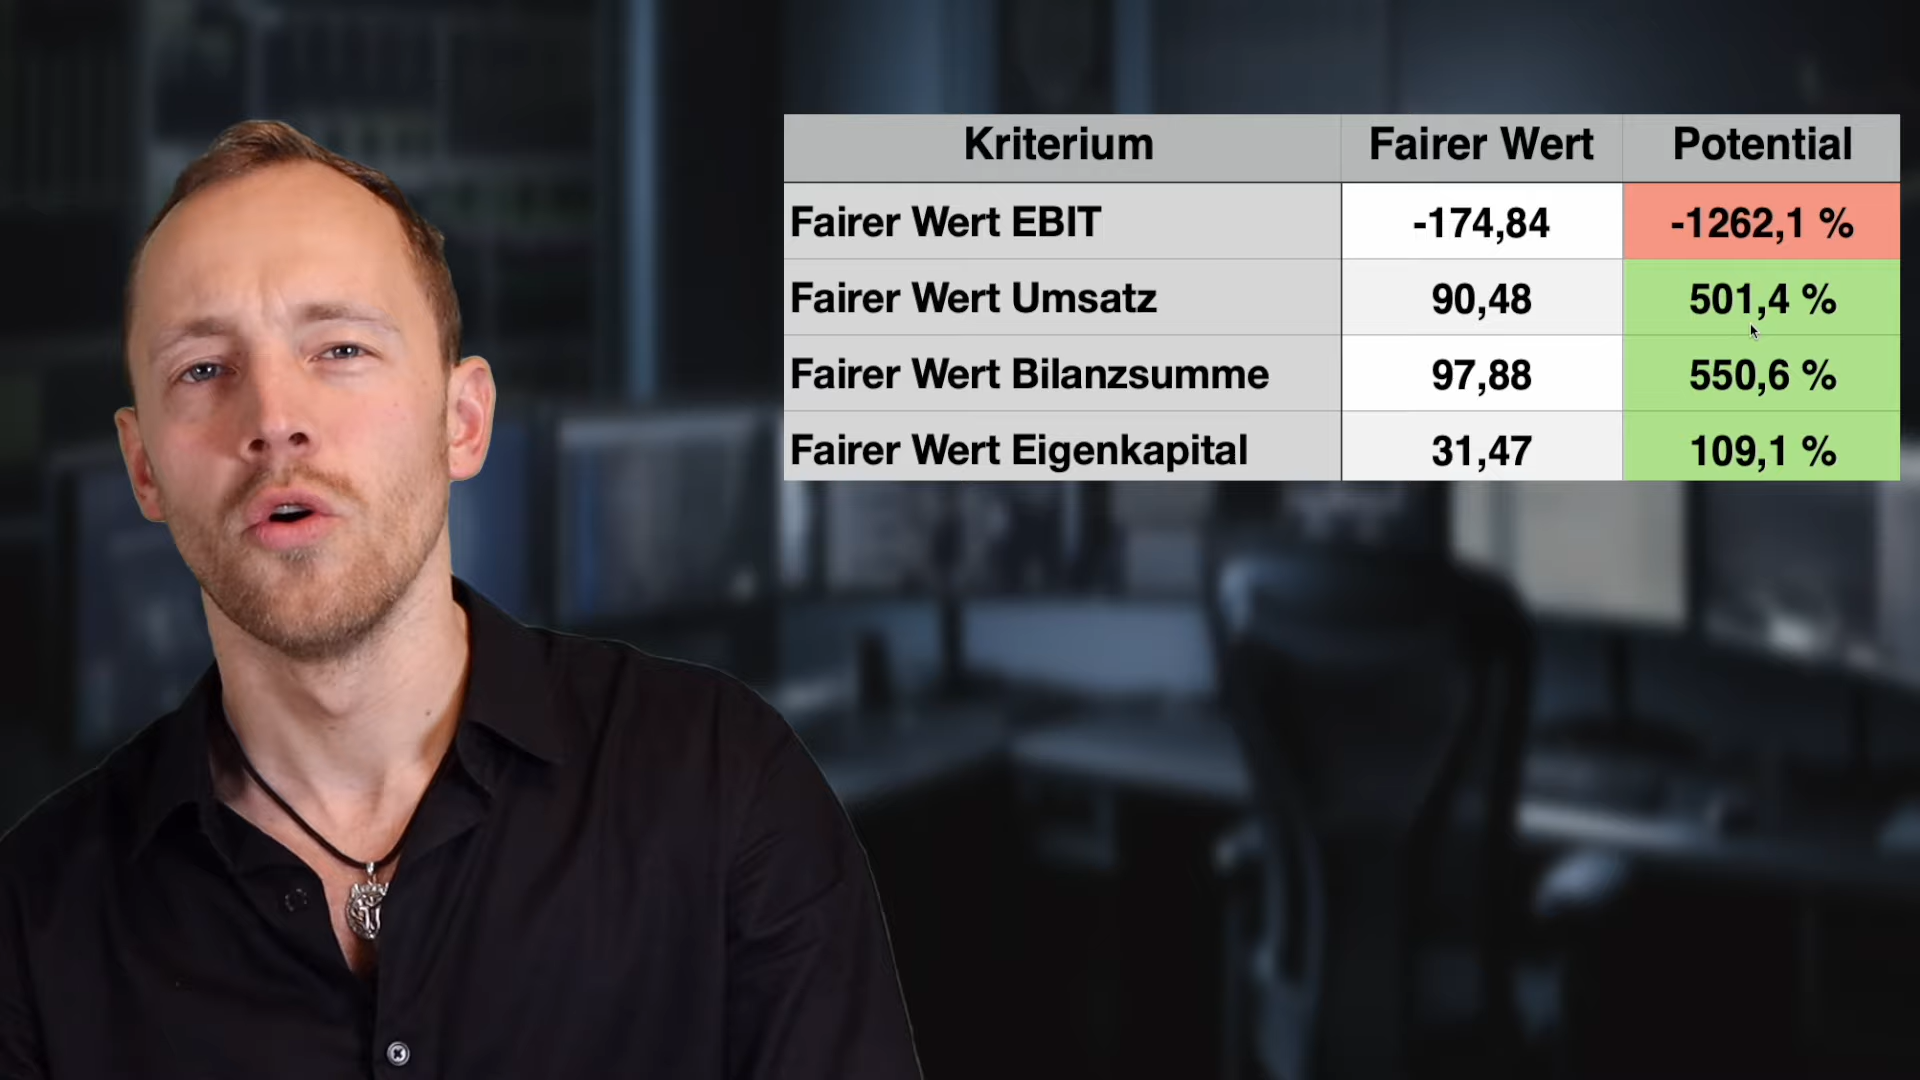 Kriterium Fairer Wert Potential
Fairer Wert EBIT -174,84 -1262,1 %
Fairer Wert Umsatz 90,48 501,4 %
Fairer Wert Bilanzsumme 97,88 550,6 %
Fairer Wert Eigenkapital 31,47 109,1 %